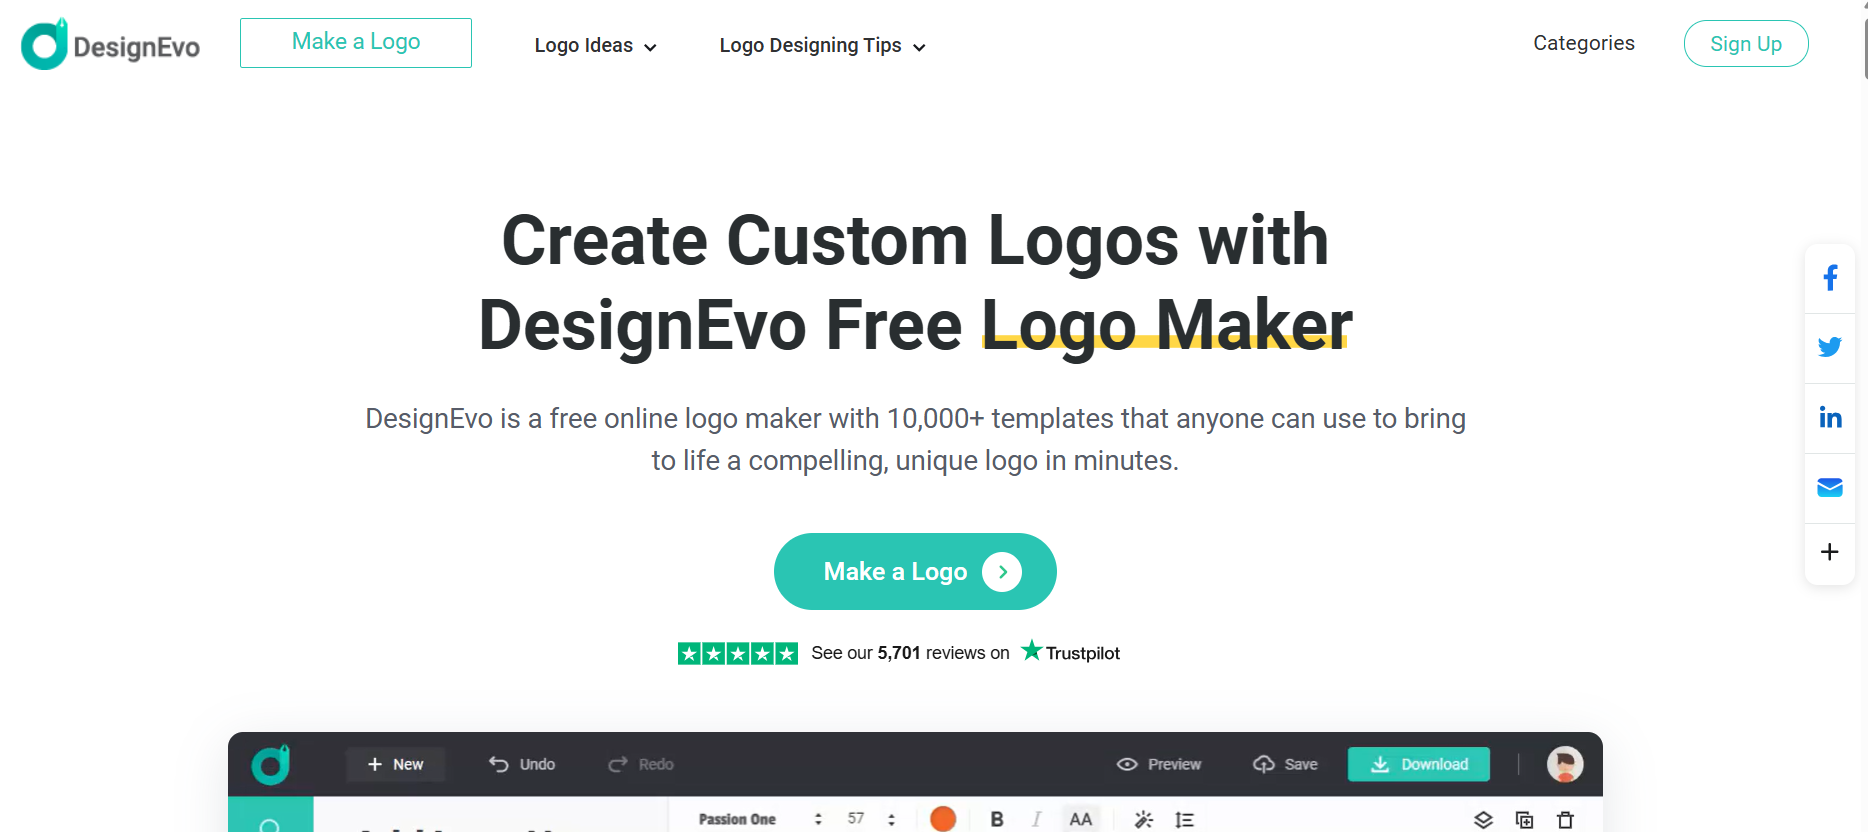 DesignEvo
Make a Logo
Logo Ideas
Logo Designing Tips
Categories
Sign Up
Create Custom Logos with
DesignEvo Free Logo Maker
DesignEvo is a free online logo maker with 10,000+ templates that anyone can use to bring
to life a compelling, unique logo in minutes.
Make a Logo
See our 5,701 reviews on Trustpilot
New
Undo
Redo
Preview
Save
Download
Passion One
57
B
I
AA